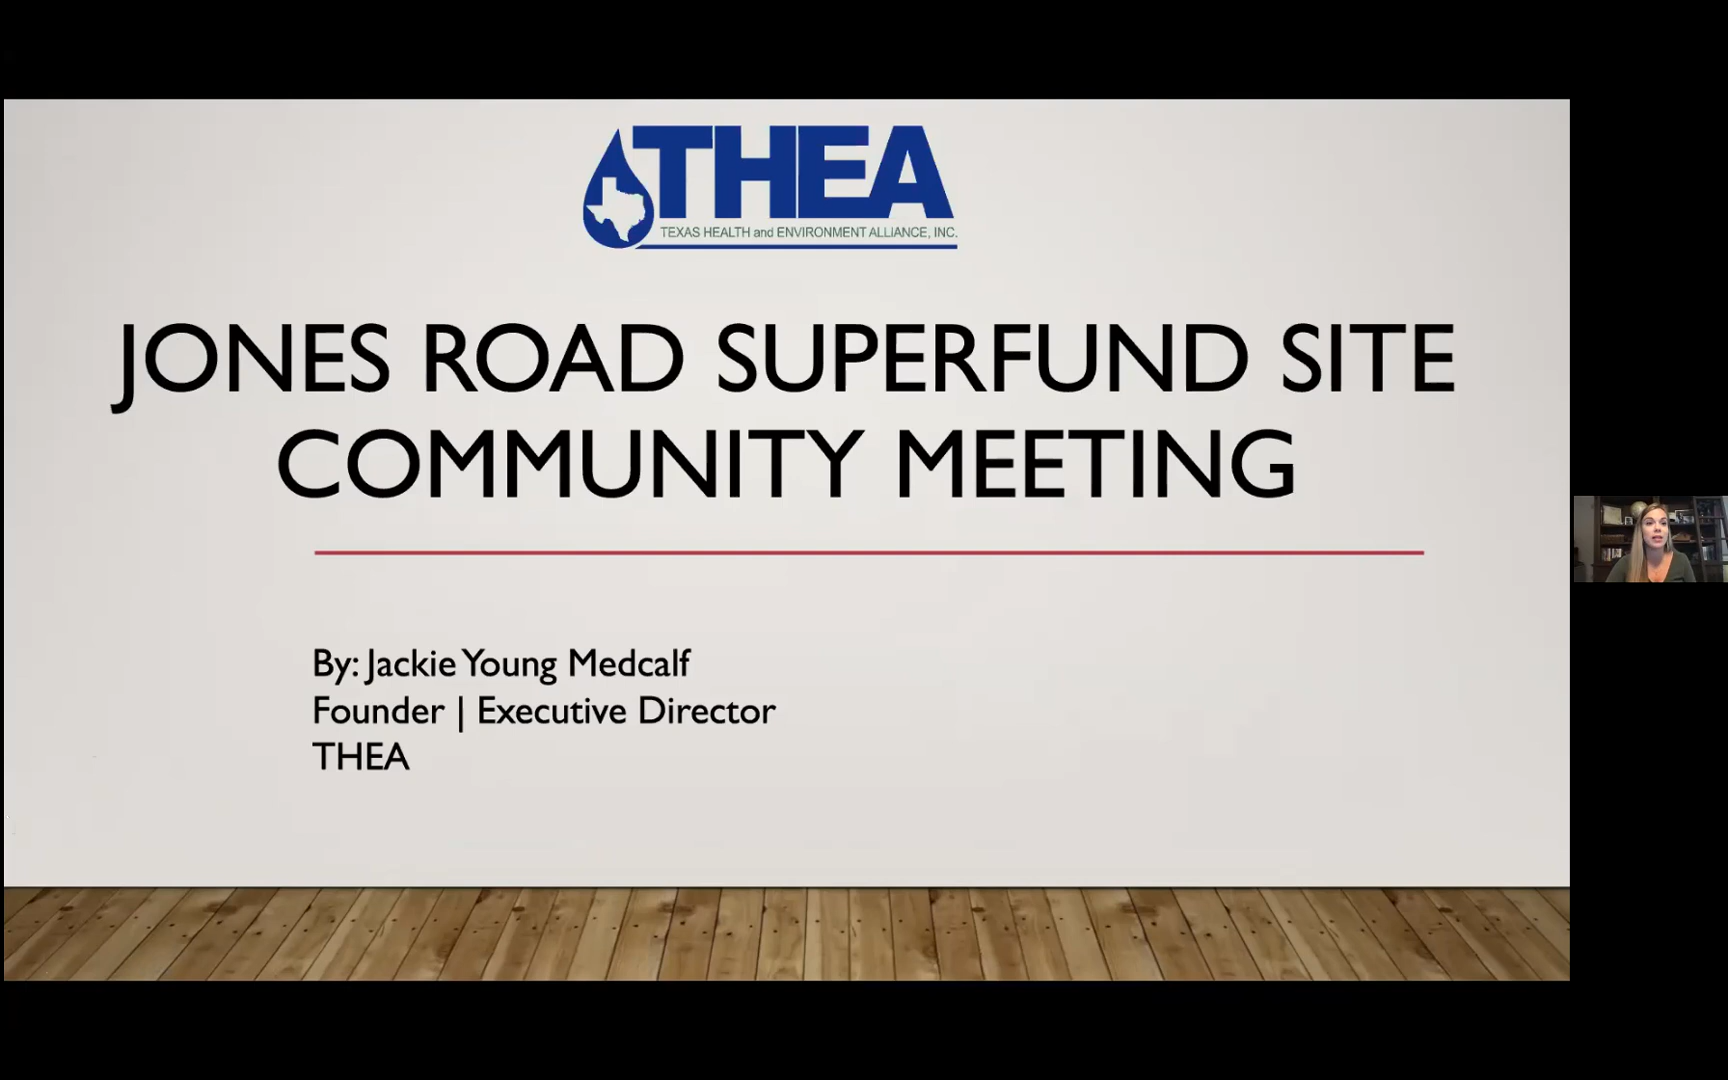 THEA
TEXAS HEALTH and ENVIRONMENT ALLIANCE, INC.
JONES ROAD SUPERFUND SITE
COMMUNITY MEETING
By: Jackie Young Medcalf
Founder | Executive Director
THEA